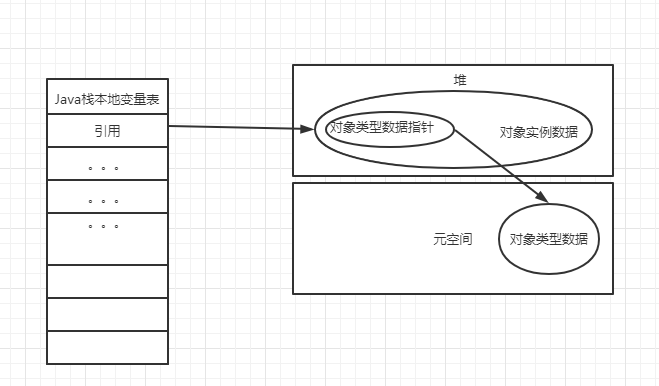 Java栈本地变量表
引用
。。。
。。。
。。。
堆
对象类型数据指针
对象实例数据
元空间
对象类型数据